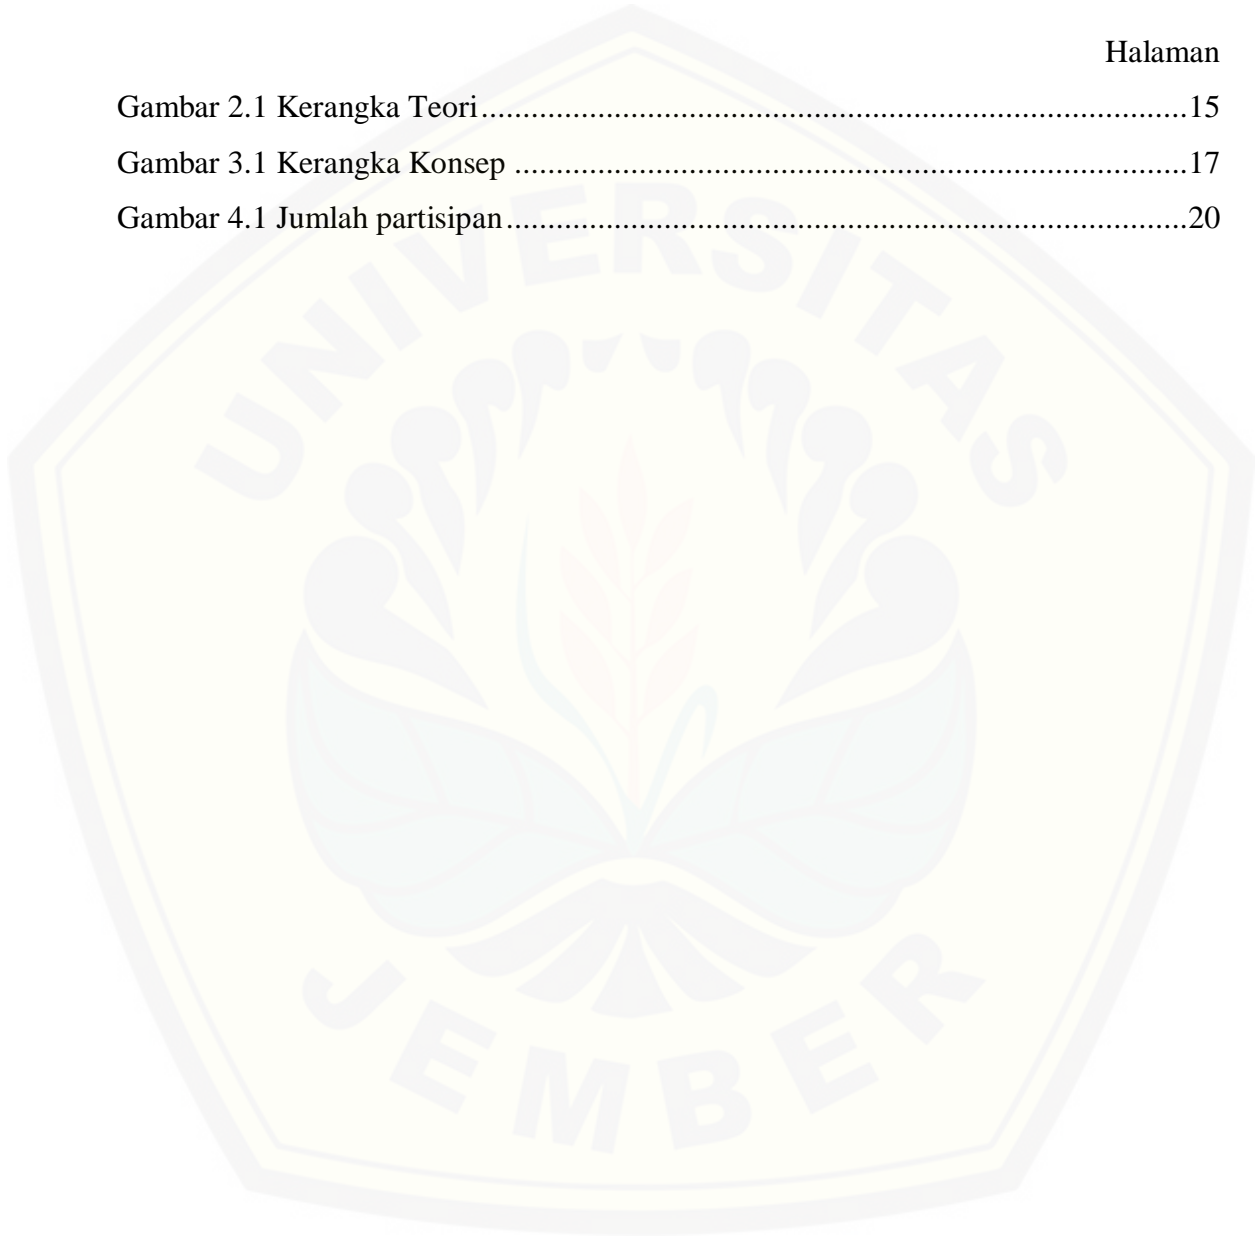 Halaman
Gambar 2.1 Kerangka Teori......................................................................................15
Gambar 3.1 Kerangka Konsep ..................................................................................17
Gambar 4.1 Jumlah partisipan...................................................................................20
UNIVERSITAS
JEMBER